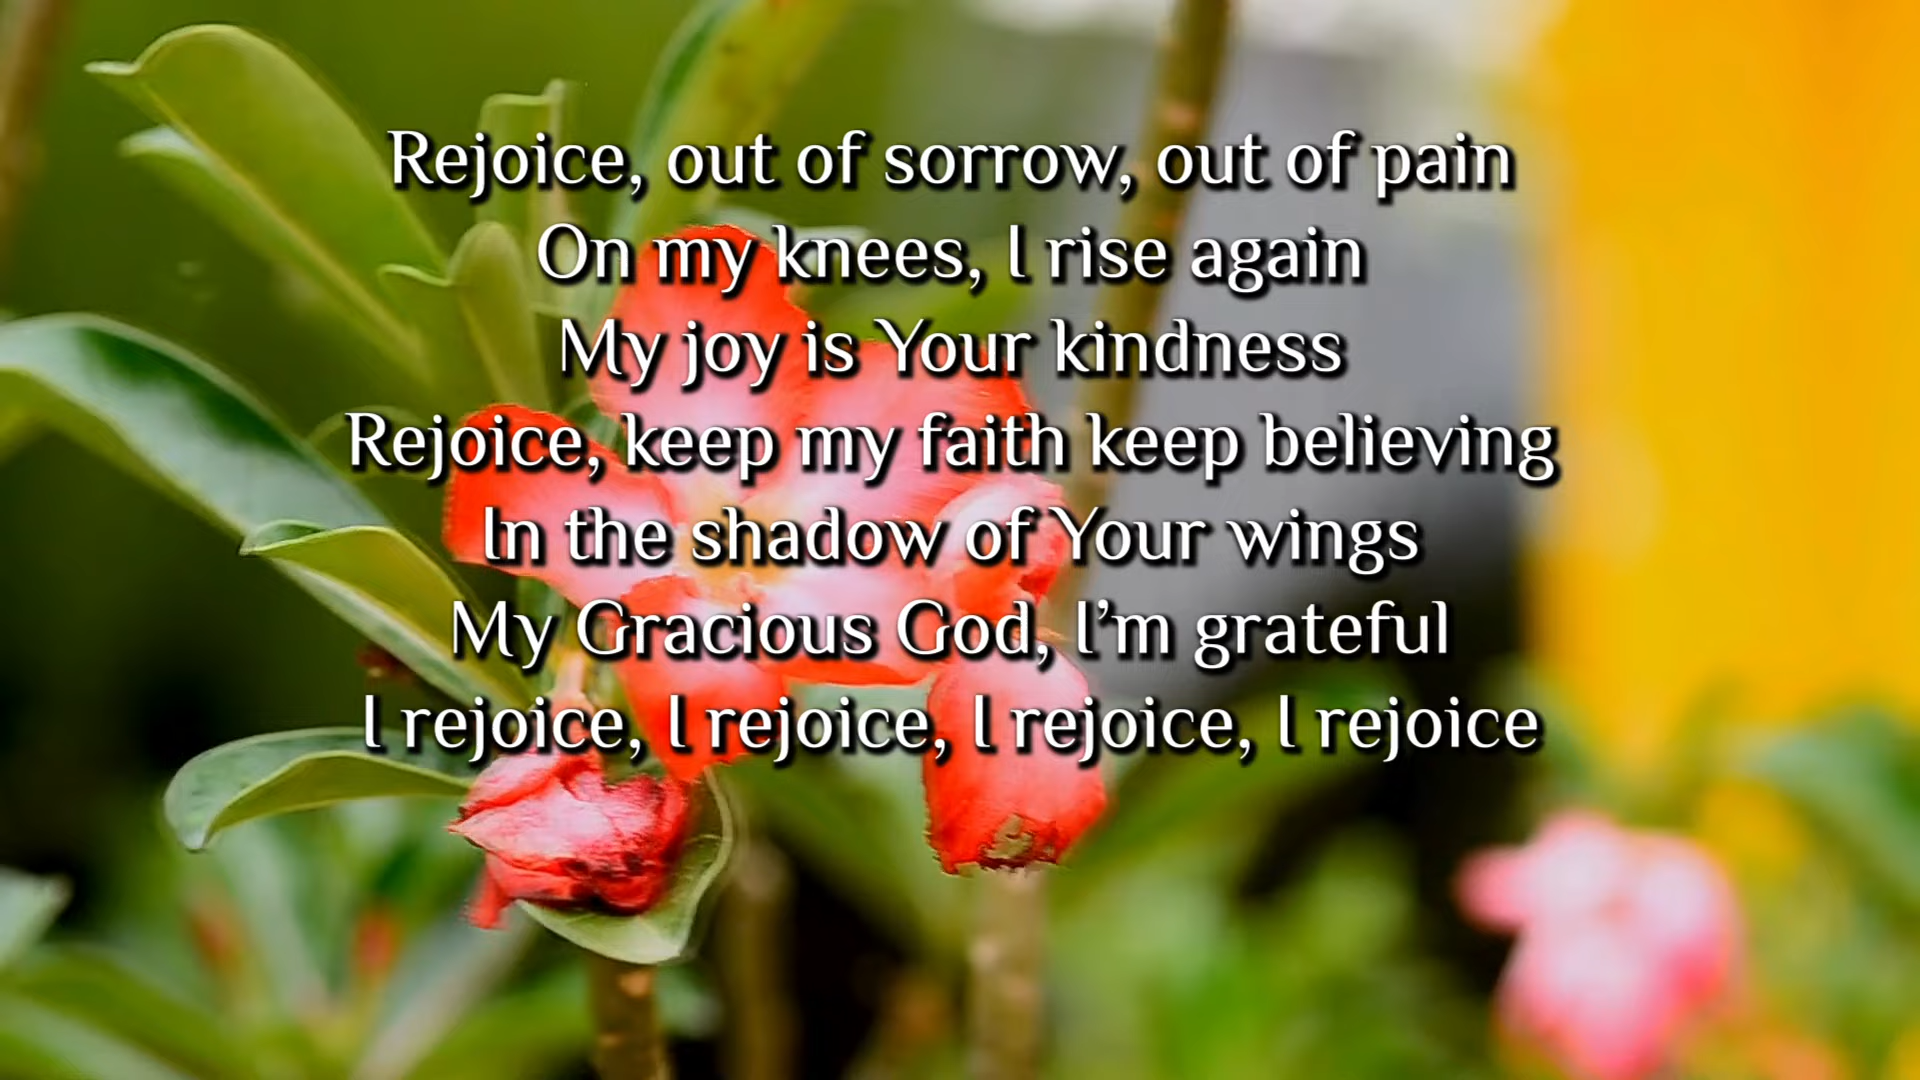 Rejoice, out of sorrow, out of pain
On my knees, I rise again
My joy is Your kindness
Rejoice, keep my faith keep believing
In the shadow of Your wings
My Gracious God, I’m grateful
I rejoice, I rejoice, I rejoice, I rejoice